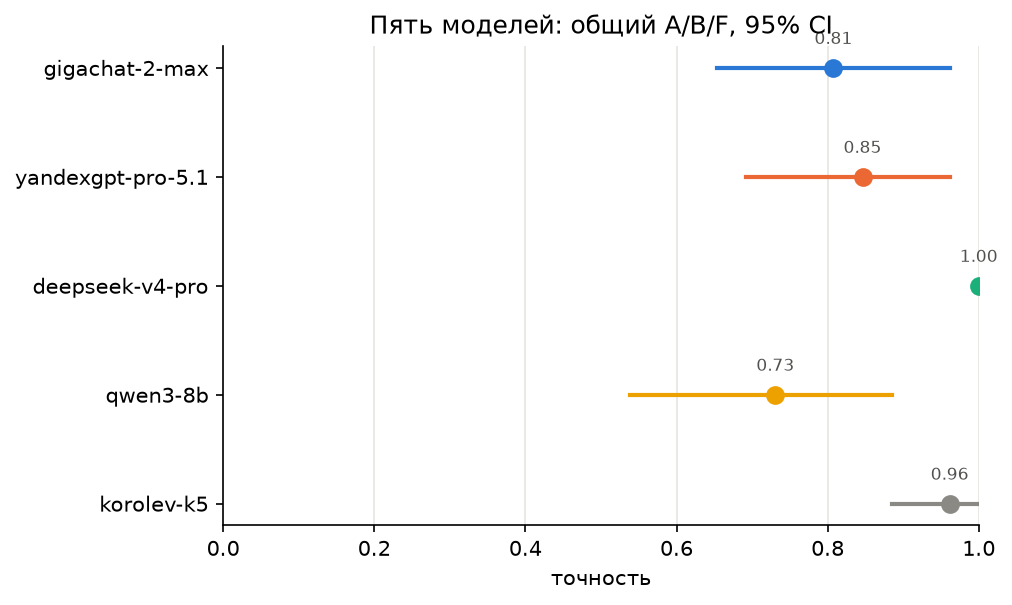 Пять моделей: общий A/B/F, 95% CI
0.81
gigachat-2-max
0.85
yandexgpt-pro-5.1
1.00
deepseek-v4-pro
0.73
qwen3-8b
0.96
korolev-k5
0.0 0.2 0.4 0.6 0.8 1.0
точность